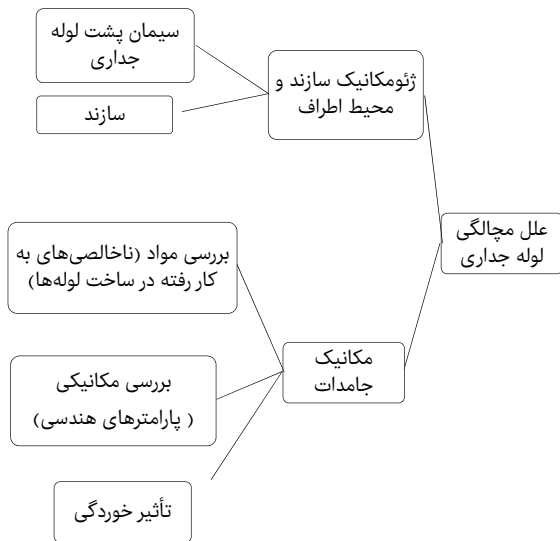 علل مچالگی
لوله جداری
ژئومکانیک سازند و
محیط اطراف
سیمان پشت لوله
جداری
سازند
مکانیک
جامدات
بررسی مواد (ناخالصی‌های به
کار رفته در ساخت لوله‌ها)
بررسی مکانیکی
( پارامترهای هندسی)
تأثیر خوردگی